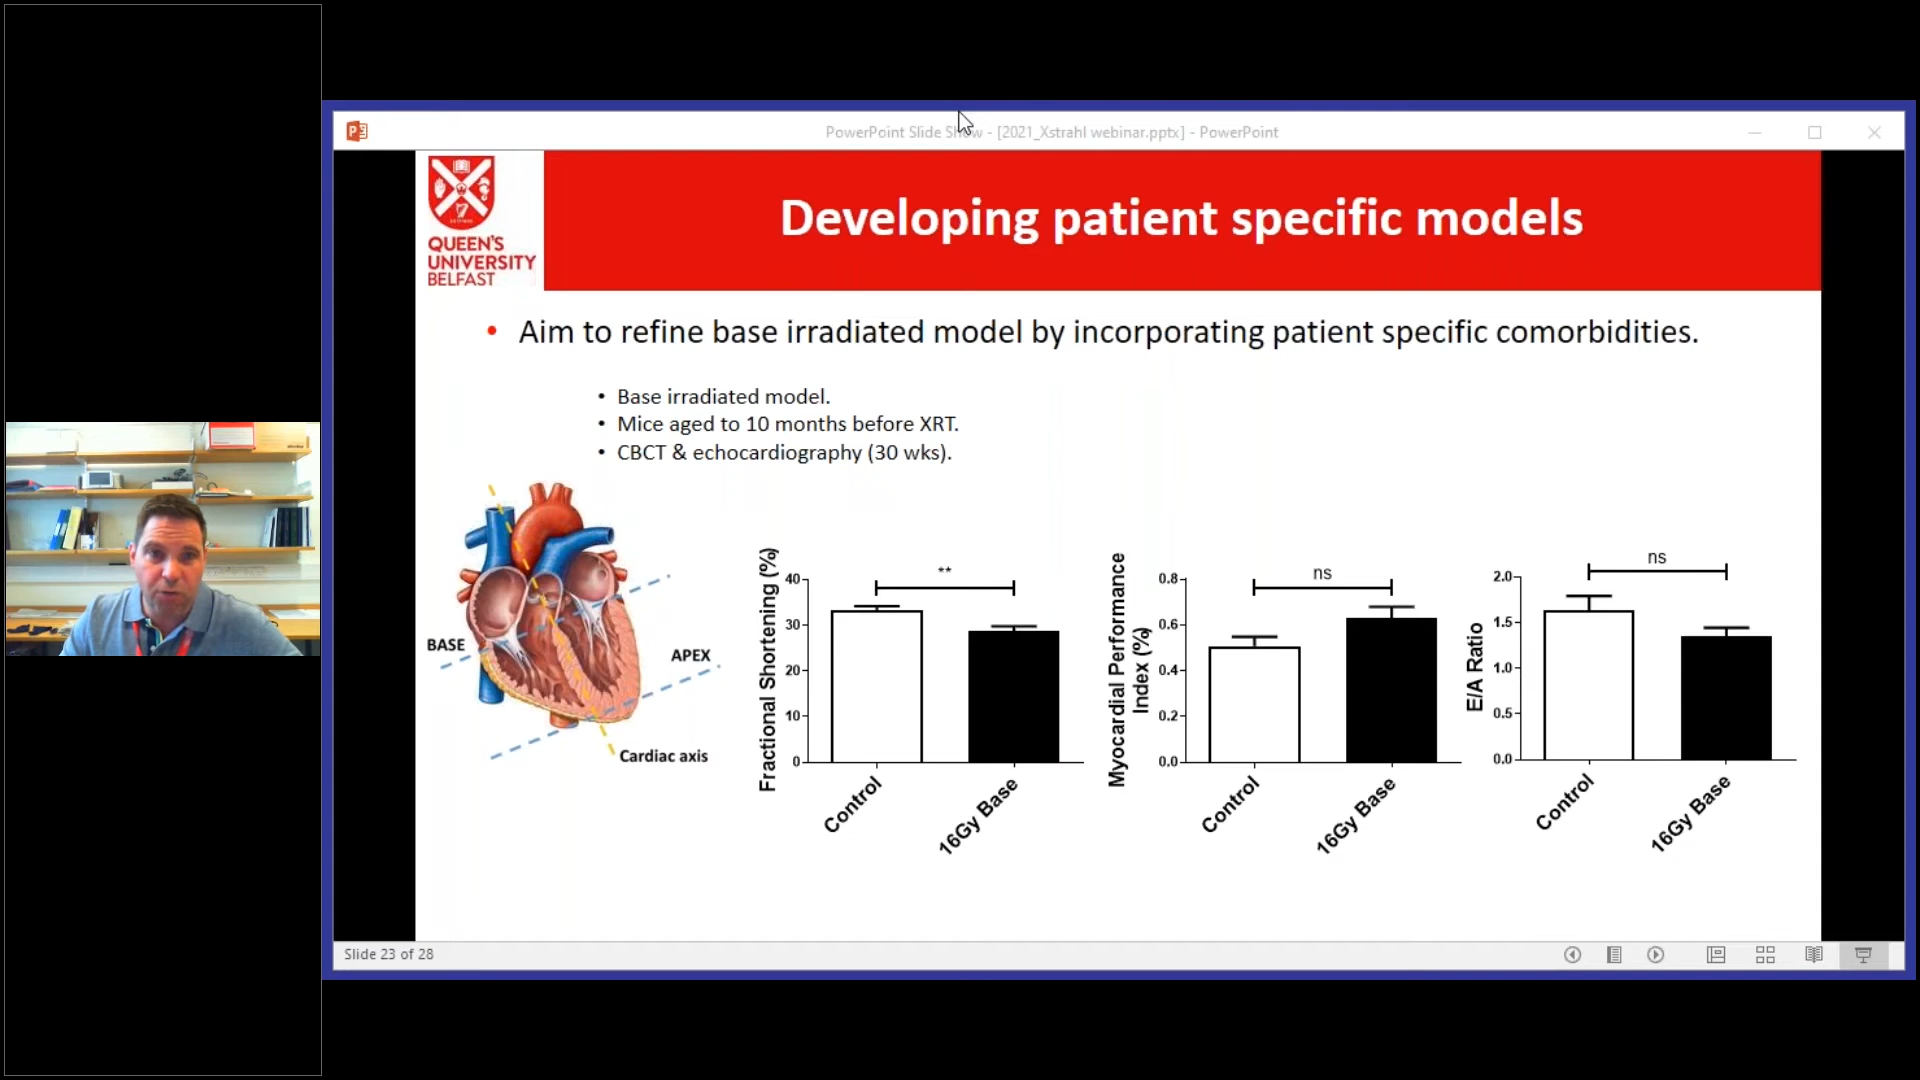 PowerPoint Slide Show - [2021_Xstrahl webinar.pptx] - PowerPoint
QUEEN'S
UNIVERSITY
BELFAST
Developing patient specific models
• Aim to refine base irradiated model by incorporating patient specific comorbidities.
• Base irradiated model.
• Mice aged to 10 months before XRT.
• CBCT & echocardiography (30 wks).
BASE
APEX
Cardiac axis
Fractional Shortening (%)
40
30
20
10
0
**
Control
16Gy Base
Myocardial Performance
Index (%)
0.8
0.6
0.4
0.2
0.0
ns
Control
16Gy Base
E/A Ratio
2.0
1.5
1.0
0.5
0.0
ns
Control
16Gy Base
Slide 23 of 28